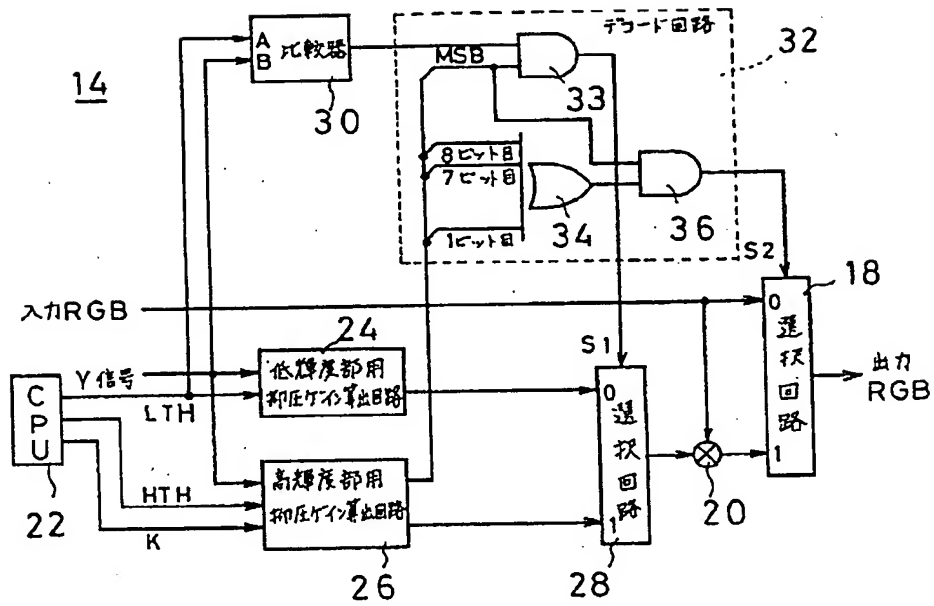 デコード回路
14
A
B
比較器
30
MSB
33
32
8ビット目
7ビット目
1ビット目
34
36
S2
18
入力RGB
24
S1
0
選択回路
1
出力
RGB
Y信号
低輝度部用
抑圧ゲイン算出回路
CPU
LTH
22
HTH
K
高輝度部用
抑圧ゲイン算出回路
26
0
選択回路
1
28
20